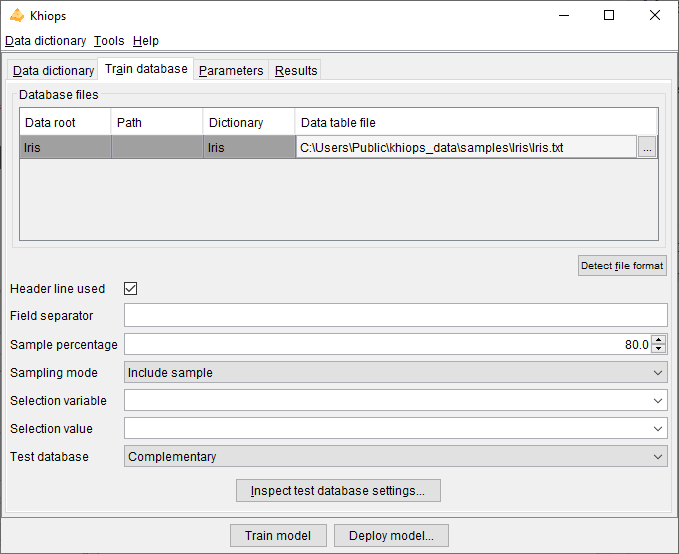 Khiops
Data dictionary Tools Help
Data dictionary Train database Parameters Results
Database files
Data root Path Dictionary Data table file
Iris Iris C:\Users\Public\khiops_data\samples\Iris\Iris.txt ...
Detect file format
Header line used
Field separator
Sample percentage 80.0
Sampling mode Include sample
Selection variable
Selection value
Test database Complementary
Inspect test database settings...
Train model Deploy model...